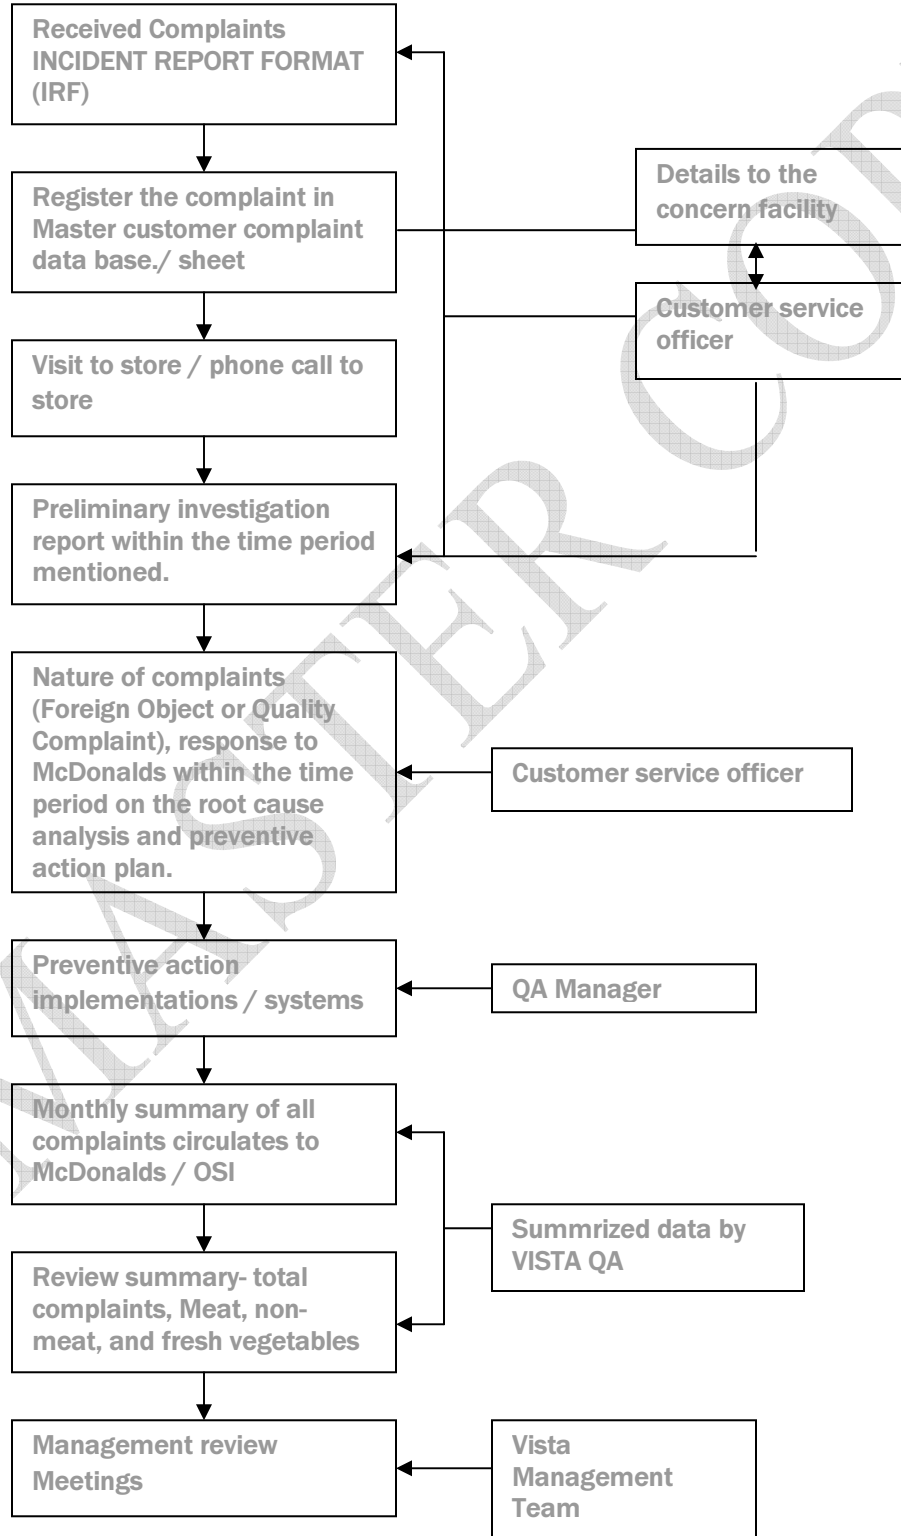 Received Complaints
INCIDENT REPORT FORMAT
(IRF)
Register the complaint in
Master customer complaint
data base./ sheet
Details to the
concern facility
Customer service
officer
Visit to store / phone call to
store
Preliminary investigation
report within the time period
mentioned.
Nature of complaints
(Foreign Object or Quality
Complaint), response to
McDonalds within the time
period on the root cause
analysis and preventive
action plan.
Customer service officer
Preventive action
implementations / systems
QA Manager
Monthly summary of all
complaints circulates to
McDonalds / OSI
Summrized data by
VISTA QA
Review summary- total
complaints, Meat, non-
meat, and fresh vegetables
Management review
Meetings
Vista
Management
Team
MASTER COP